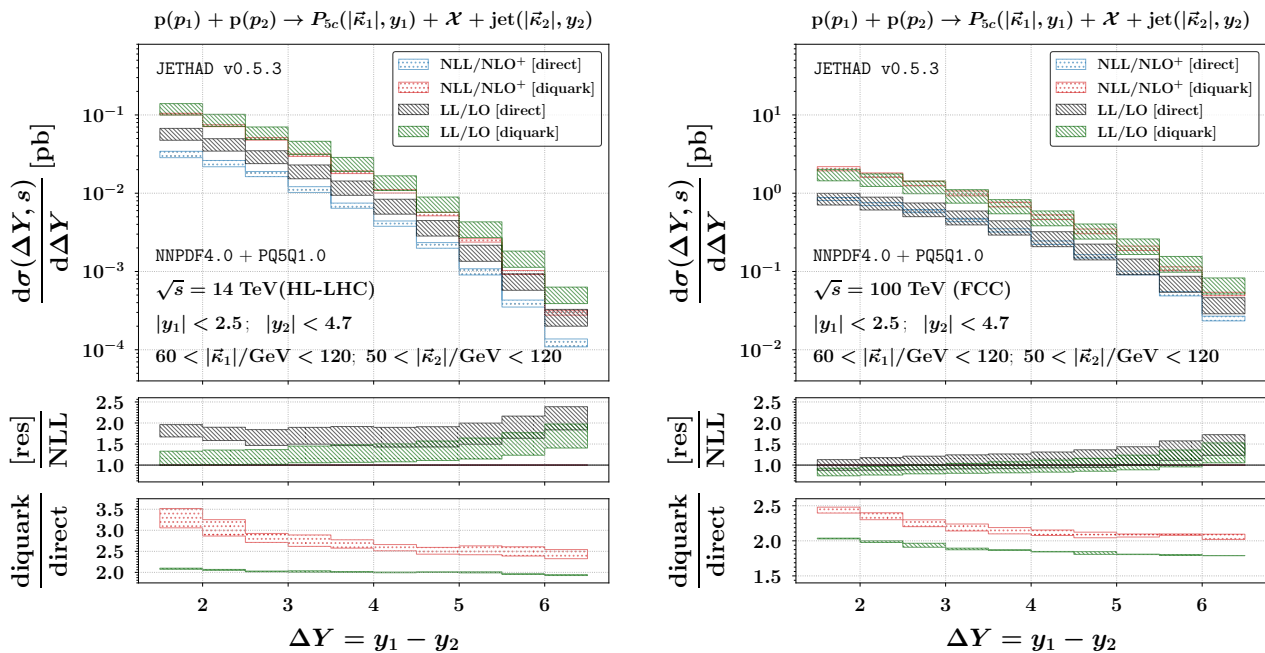 p(p₁) + p(p₂) → P₅c(|κ⃗₁|, y₁) + 𝒳 + jet(|κ⃗₂|, y₂)
JETHAD v0.5.3
NLL/NLO⁺ [direct]
NLL/NLO⁺ [diquark]
LL/LO [direct]
LL/LO [diquark]
dσ(ΔY, s)/dΔY [pb]
10⁻¹
10⁻²
10⁻³
10⁻⁴
NNPDF4.0 + PQ5Q1.0
√s = 14 TeV(HL-LHC)
|y₁| < 2.5 ; |y₂| < 4.7
60 < |κ⃗₁|/GeV < 120; 50 < |κ⃗₂|/GeV < 120
[res]/NLL
2.5
2.0
1.5
1.0
diquark/direct
3.5
3.0
2.5
2.0
2 3 4 5 6
ΔY = y₁ − y₂
p(p₁) + p(p₂) → P₅c(|κ⃗₁|, y₁) + 𝒳 + jet(|κ⃗₂|, y₂)
JETHAD v0.5.3
NLL/NLO⁺ [direct]
NLL/NLO⁺ [diquark]
LL/LO [direct]
LL/LO [diquark]
dσ(ΔY, s)/dΔY [pb]
10¹
10⁰
10⁻¹
10⁻²
NNPDF4.0 + PQ5Q1.0
√s = 100 TeV (FCC)
|y₁| < 2.5 ; |y₂| < 4.7
60 < |κ⃗₁|/GeV < 120; 50 < |κ⃗₂|/GeV < 120
[res]/NLL
2.5
2.0
1.5
1.0
diquark/direct
2.5
2.0
1.5
2 3 4 5 6
ΔY = y₁ − y₂